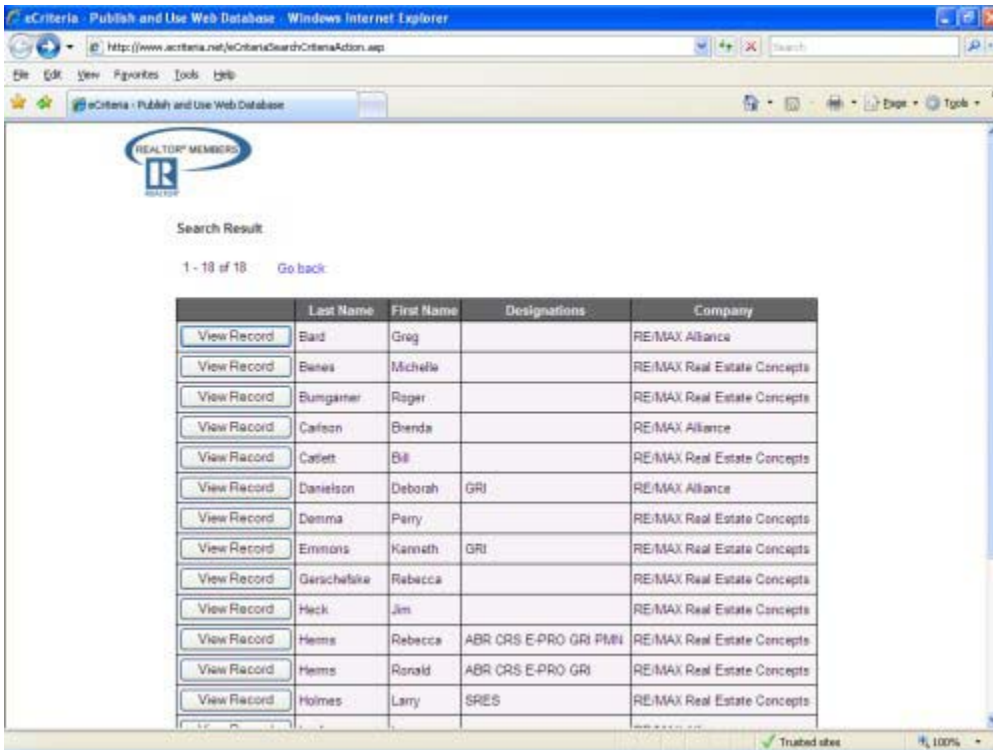 eCriteria - Publish and Use Web Database - Windows Internet Explorer
Search
File Edit View Favorites Tools Help
eCriteria - Publish and Use Web Database
Page Tools
REALTOR® MEMBERS
R
REALTOR®
Search Result
1 - 18 of 18 Go back
Last Name First Name Designations Company
View Record Bard Greg RE/MAX Alliance
View Record Benes Michelle RE/MAX Real Estate Concepts
View Record Bumgarner Roger RE/MAX Real Estate Concepts
View Record Carlson Brenda RE/MAX Alliance
View Record Catlett Bill RE/MAX Real Estate Concepts
View Record Danielson Deborah GRI RE/MAX Alliance
View Record Demma Perry RE/MAX Real Estate Concepts
View Record Emmons Kenneth GRI RE/MAX Real Estate Concepts
View Record Gerschefske Rebecca RE/MAX Real Estate Concepts
View Record Heck Jim RE/MAX Real Estate Concepts
View Record Herms Rebecca ABR CRS E-PRO GRI PMN RE/MAX Real Estate Concepts
View Record Herms Ronald ABR CRS E-PRO GRI RE/MAX Real Estate Concepts
View Record Holmes Larry SRES RE/MAX Real Estate Concepts
Trusted sites 100%